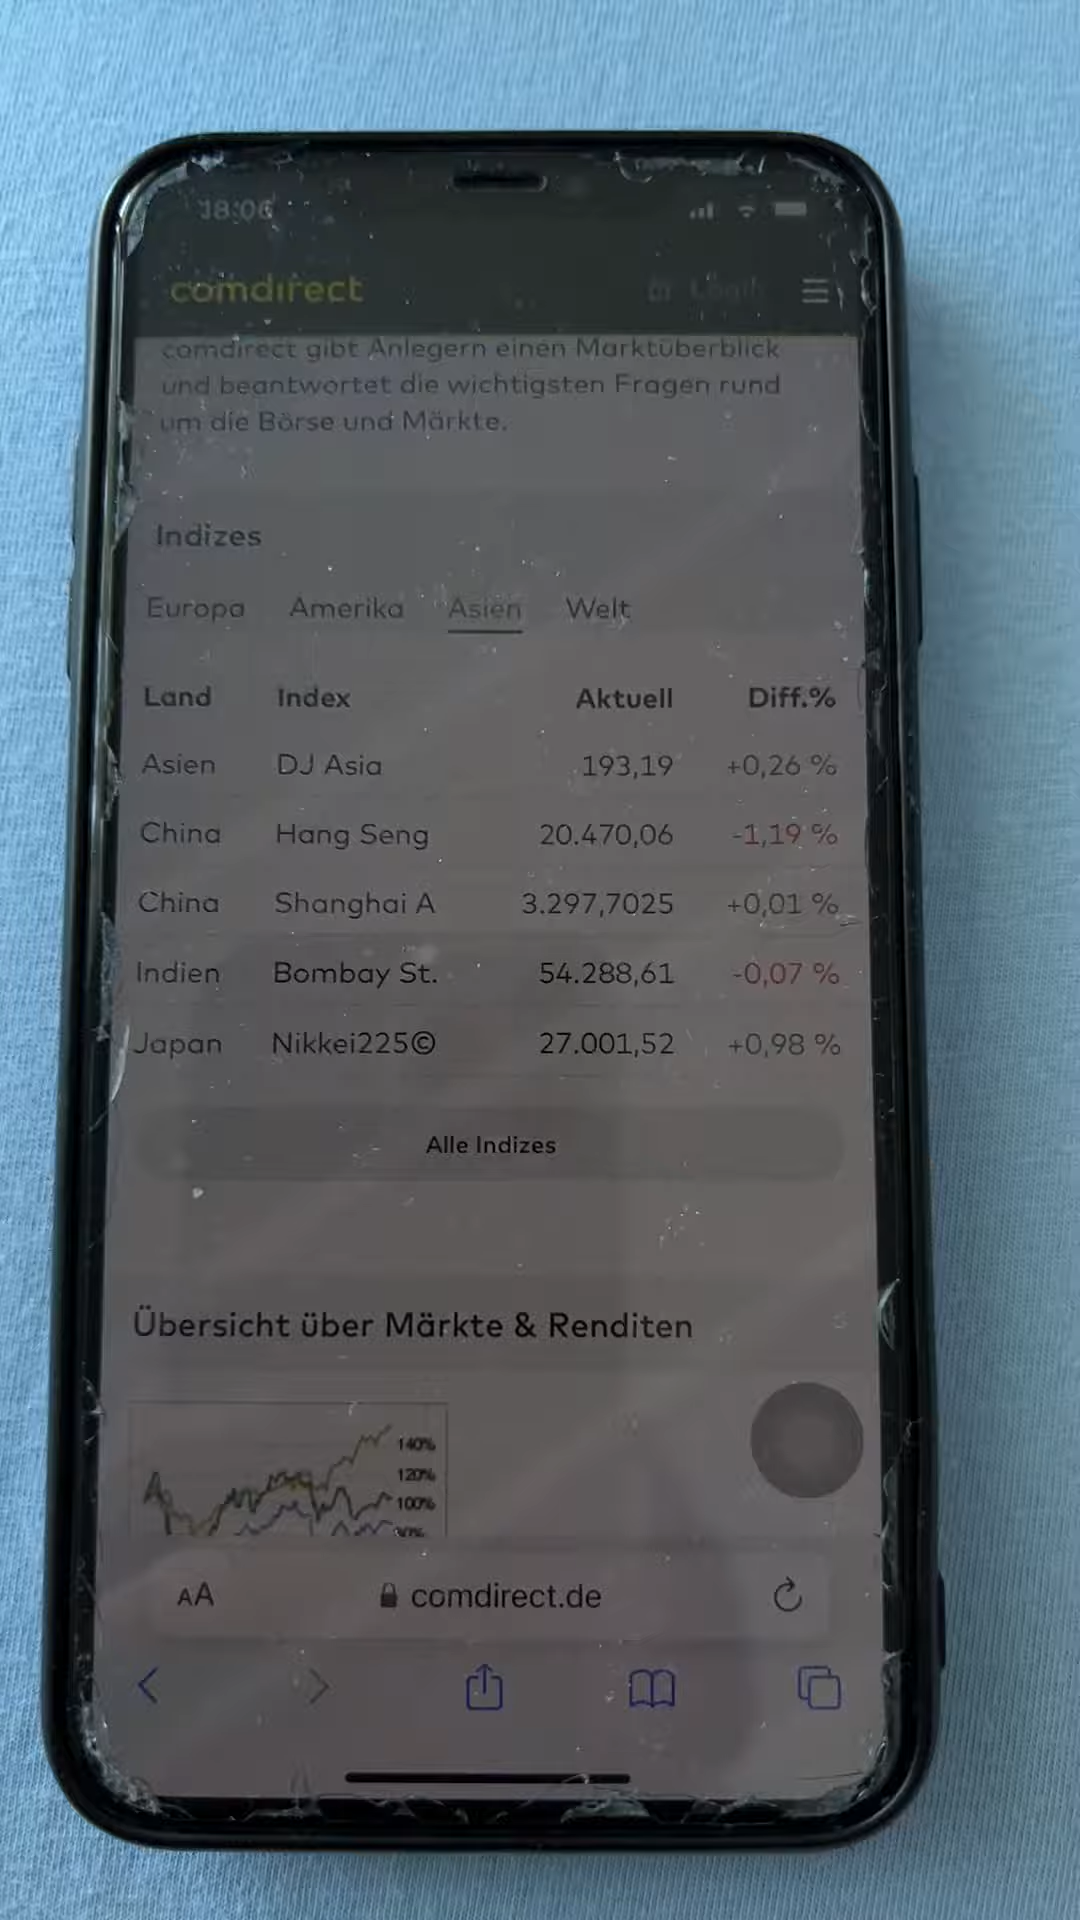 18:06
comdirect Login
comdirect gibt Anlegern einen Marktüberblick
und beantwortet die wichtigsten Fragen rund
um die Börse und Märkte.
Indizes
Europa Amerika Asien Welt
Land Index Aktuell Diff.%
Asien DJ Asia 193,19 +0,26 %
China Hang Seng 20.470,06 -1,19 %
China Shanghai A 3.297,7025 +0,01 %
Indien Bombay St. 54.288,61 -0,07 %
Japan Nikkei225© 27.001,52 +0,98 %
Alle Indizes
Übersicht über Märkte & Renditen
140%
120%
100%
AA comdirect.de